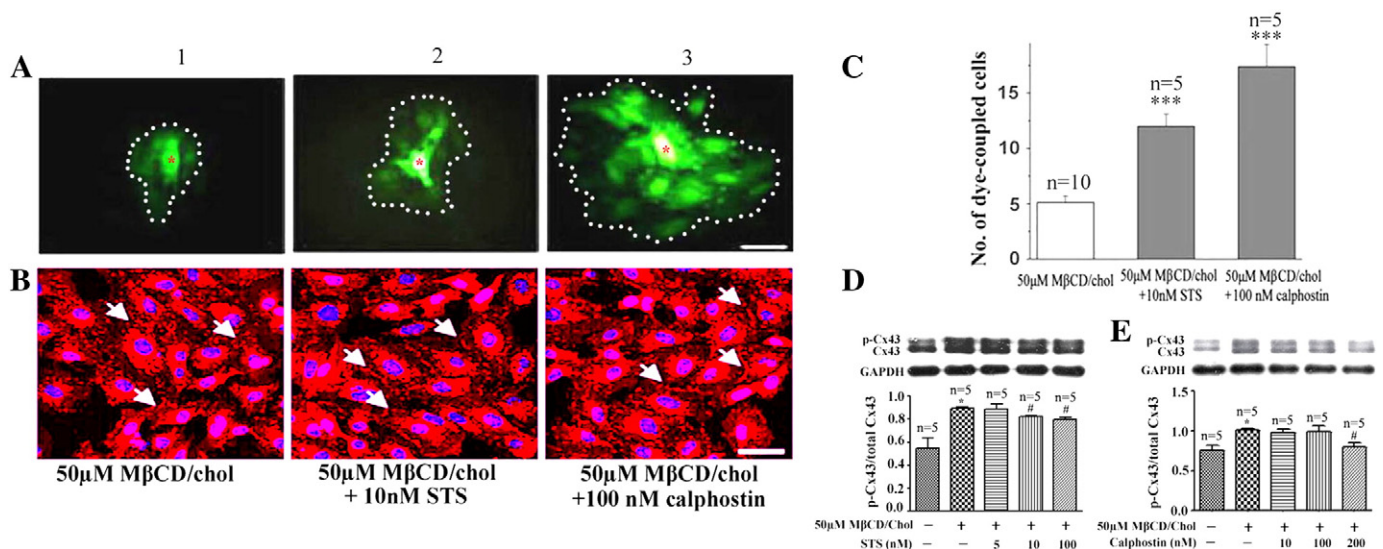 A
1
2
3
*
*
*
B
50µM MβCD/chol
50µM MβCD/chol
+ 10nM STS
50µM MβCD/chol
+100 nM calphostin
C
No. of dye-coupled cells
15
10
5
0
n=10
n=5
***
n=5
***
50µM MβCD/chol
50µM MβCD/chol
+10nM STS
50µM MβCD/chol
+100 nM calphostin
D
p-Cx43
Cx43
GAPDH
p-Cx43/total Cx43
1.0
0.8
0.6
0.4
0.2
0.0
n=5
n=5
*
n=5
n=5
#
n=5
#
50µM MβCD/Chol – + + + +
STS (nM) 5 10 100
E
p-Cx43
Cx43
GAPDH
p-Cx43/total Cx43
1.5
1.0
0.5
0.0
n=5
n=5
*
n=5
n=5
n=5
#
50µM MβCD/Chol – + + + +
Calphostin (nM) 10 100 200